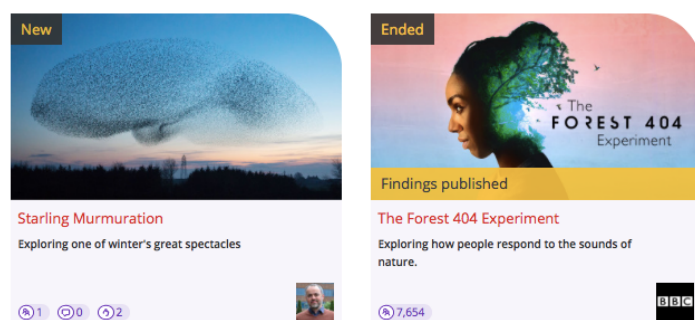 New
Starling Murmuration
Exploring one of winter's great spectacles
1 0 2
Ended
The
FOREST 404
Experiment
Findings published
The Forest 404 Experiment
Exploring how people respond to the sounds of
nature.
7,654
BBC